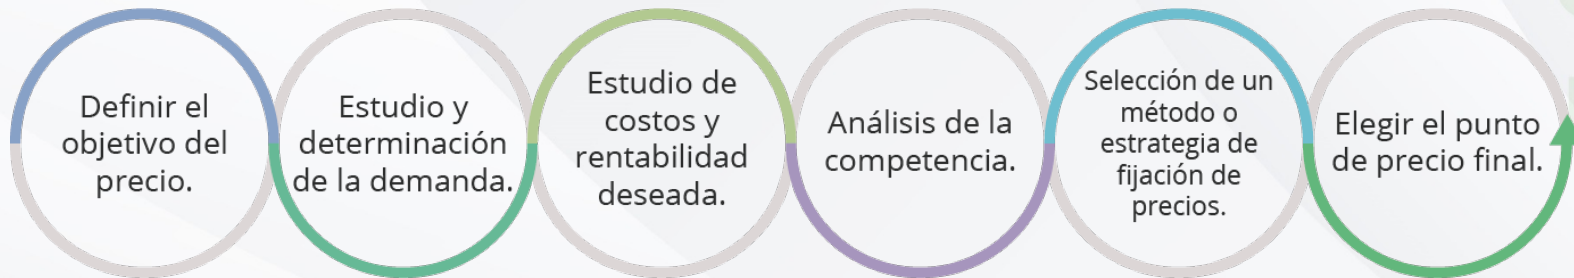 Definir el
objetivo del
precio.
Estudio y
determinación
de la demanda.
Estudio de
costos y
rentabilidad
deseada.
Análisis de la
competencia.
Selección de un
método o
estrategia de
fijación de
precios.
Elegir el punto
de precio final.